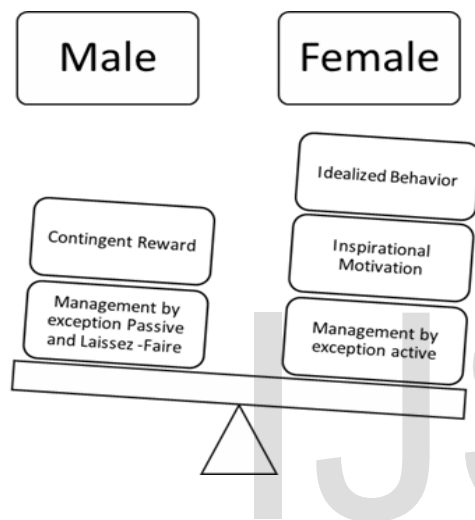 Male
Female
Idealized Behavior
Contingent Reward
Inspirational
Motivation
Management by
exception Passive
and Laissez -Faire
Management by
exception active